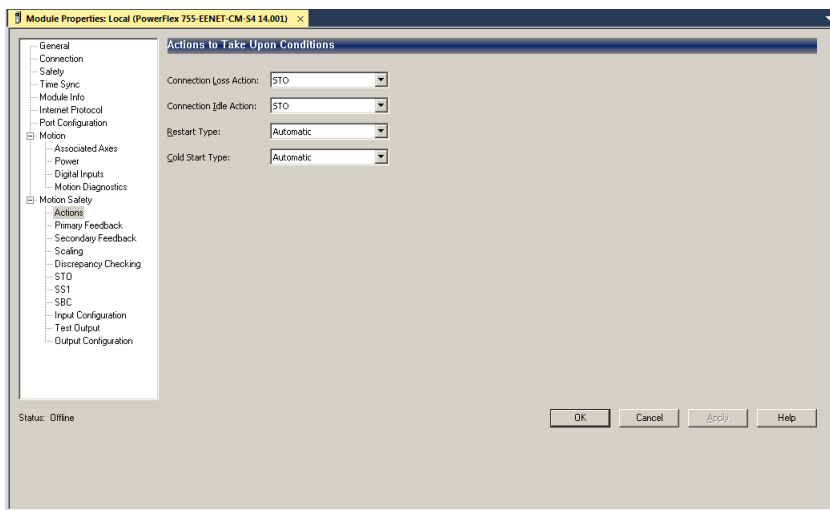 Module Properties: Local (PowerFlex 755-EENET-CM-S4 14.001)
General
Connection
Safety
Time Sync
Module Info
Internet Protocol
Port Configuration
Motion
Associated Axes
Power
Digital Inputs
Motion Diagnostics
Motion Safety
Actions
Primary Feedback
Secondary Feedback
Scaling
Discrepancy Checking
STO
SS1
SBC
Input Configuration
Test Output
Output Configuration
Actions to Take Upon Conditions
Connection Loss Action: STO
Connection Idle Action: STO
Restart Type: Automatic
Cold Start Type: Automatic
Status: Offline
OK Cancel Apply Help